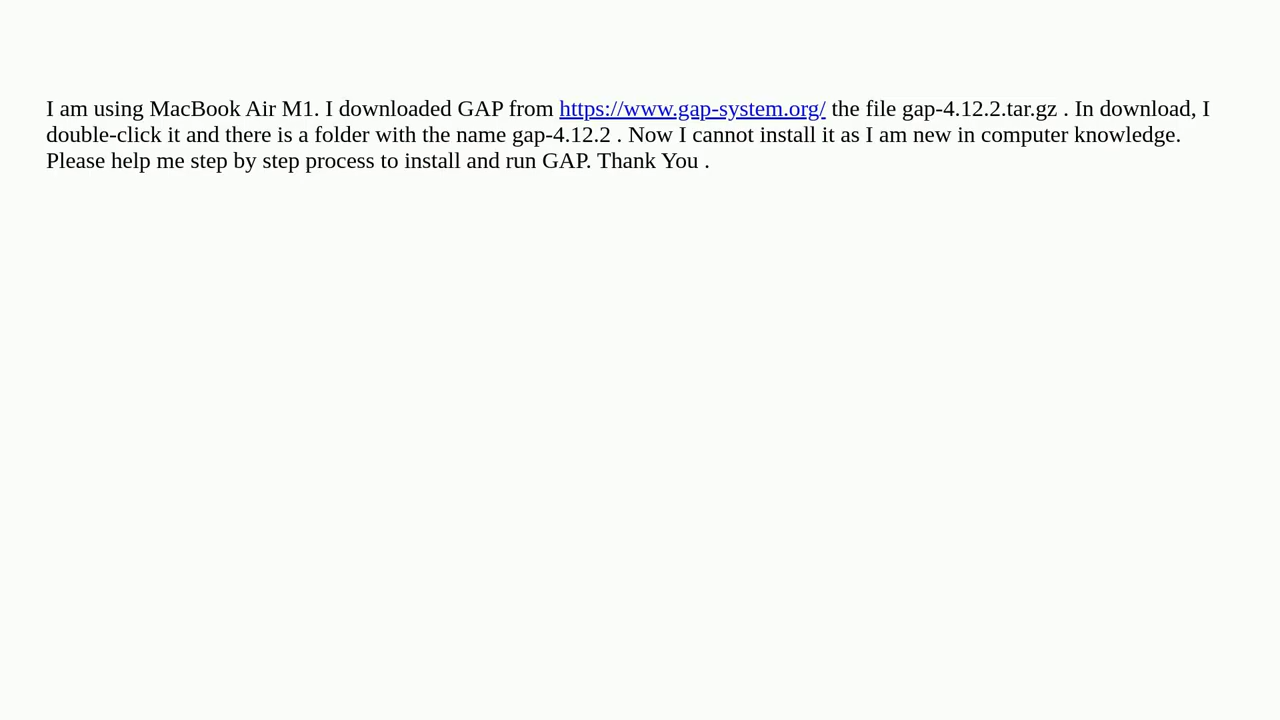 I am using MacBook Air M1. I downloaded GAP from https://www.gap-system.org/ the file gap-4.12.2.tar.gz . In download, I
double-click it and there is a folder with the name gap-4.12.2 . Now I cannot install it as I am new in computer knowledge.
Please help me step by step process to install and run GAP. Thank You .